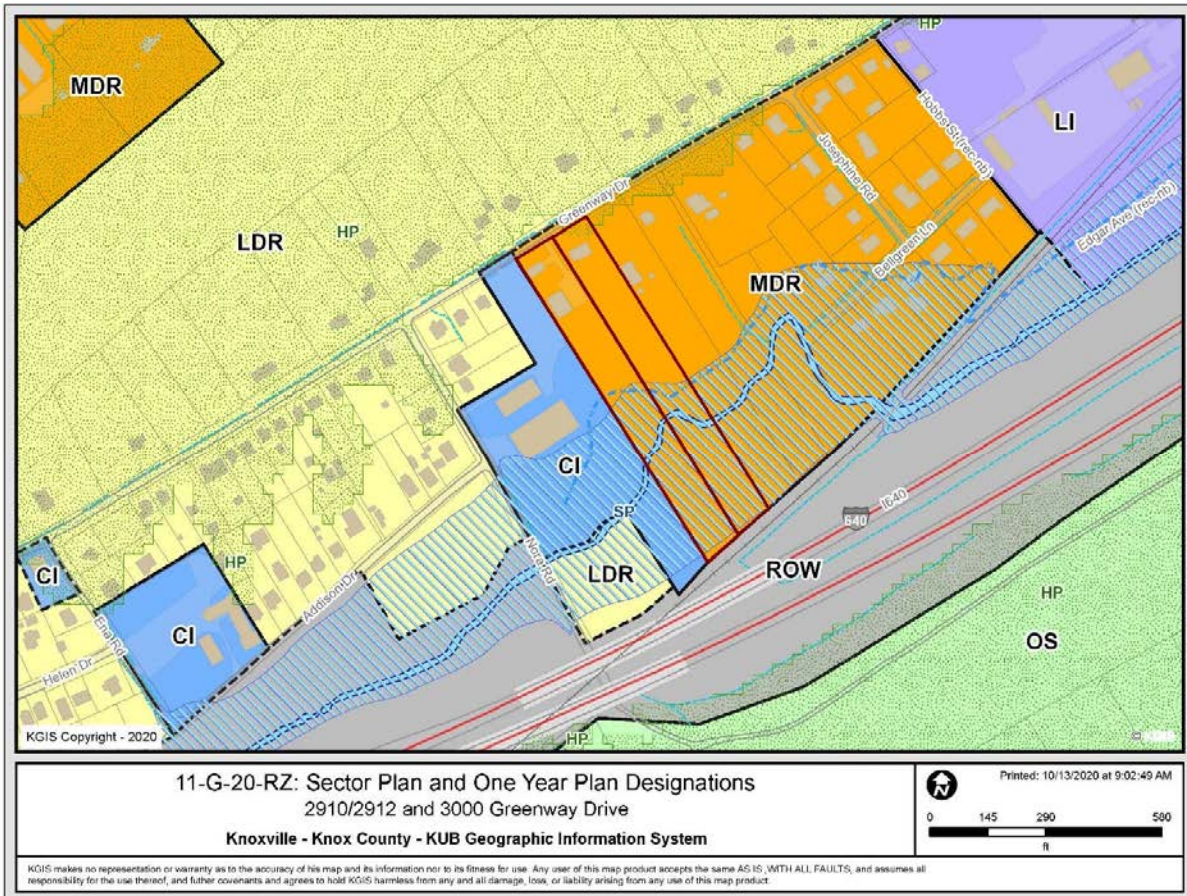 HP
MDR
LI
Hobbs St (rec-nb)
Josephine Rd
Greenway Dr
LDR
HP
Bellgreen Ln
Edgar Ave (rec-nb)
MDR
CI
SP
I640
640
CI
HP
Nora Rd
LDR
ROW
HP
Addison Dr
Ena Rd
CI
OS
Helen Dr
KGIS Copyright - 2020
HP
© KGIS
11-G-20-RZ: Sector Plan and One Year Plan Designations
2910/2912 and 3000 Greenway Drive
Knoxville - Knox County - KUB Geographic Information System
N
Printed: 10/13/2020 at 9:02:49 AM
0 145 290 580
ft
KGIS makes no representation or warranty as to the accuracy of his map and its information nor to its fitness for use. Any user of this map product accepts the same AS IS ,WITH ALL FAULTS, and assumes all
responsibility for the use thereof, and futher covenants and agrees to hold KGIS harmless from any and all damage, loss, or liability arising from any use of this map product.